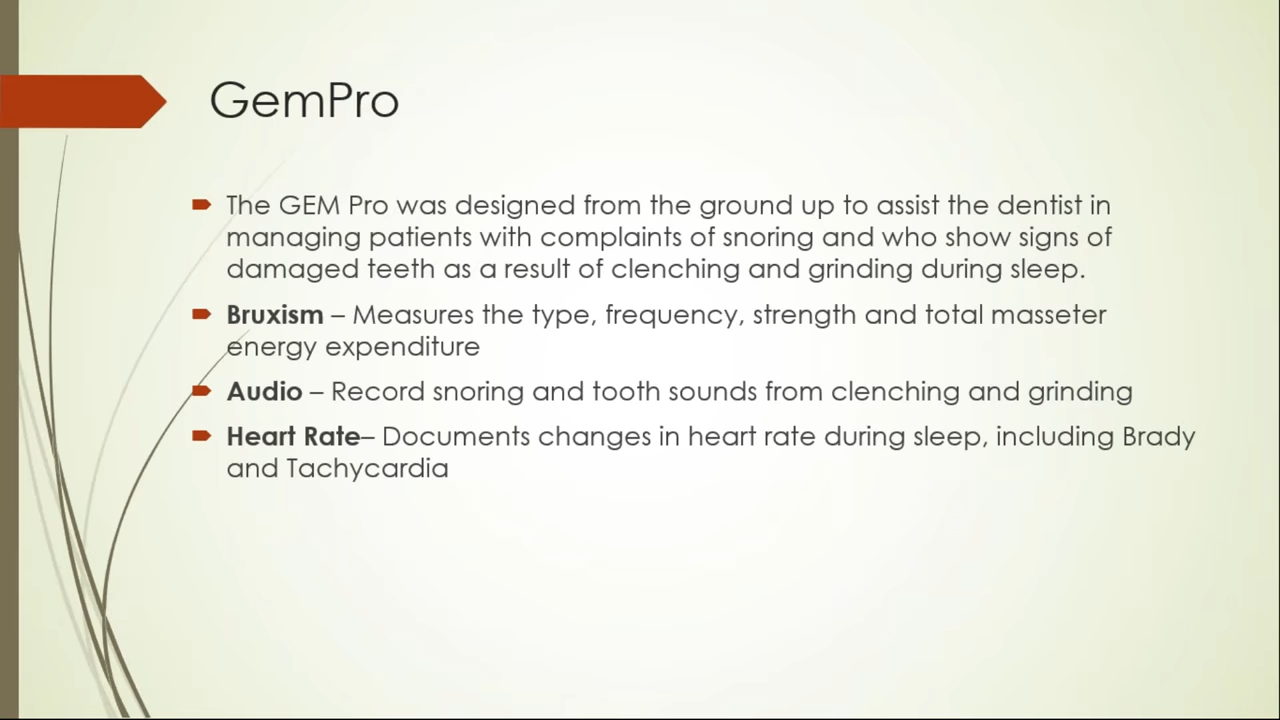 GemPro
The GEM Pro was designed from the ground up to assist the dentist in
managing patients with complaints of snoring and who show signs of
damaged teeth as a result of clenching and grinding during sleep.
Bruxism – Measures the type, frequency, strength and total masseter
energy expenditure
Audio – Record snoring and tooth sounds from clenching and grinding
Heart Rate– Documents changes in heart rate during sleep, including Brady
and Tachycardia